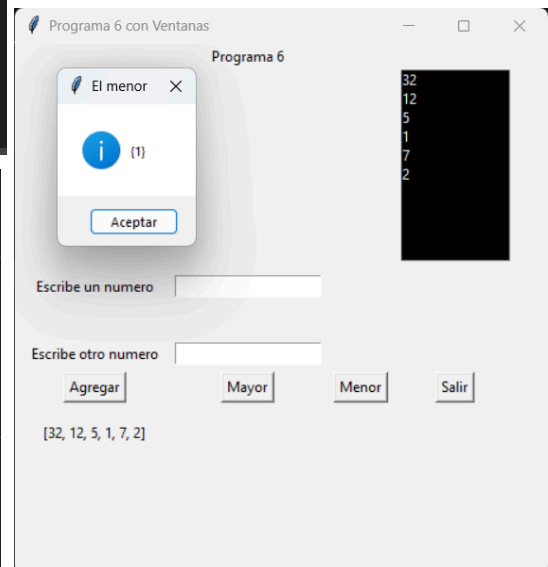 Programa 6 con Ventanas
Programa 6
El menor
{1}
Aceptar
32
12
5
1
7
2
Escribe un numero
Escribe otro numero
Agregar Mayor Menor Salir
[32, 12, 5, 1, 7, 2]